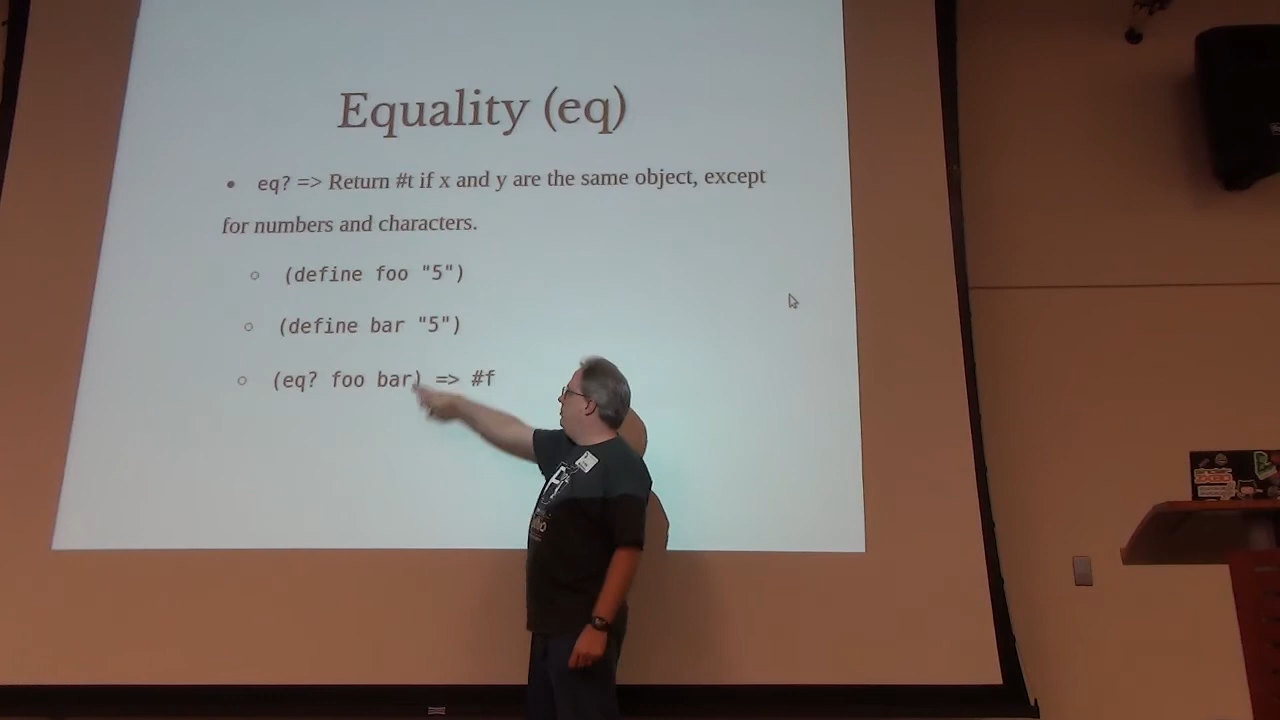 Equality (eq)
• eq? => Return #t if x and y are the same object, except
for numbers and characters.
○ (define foo "5")
○ (define bar "5")
○ (eq? foo bar) => #f